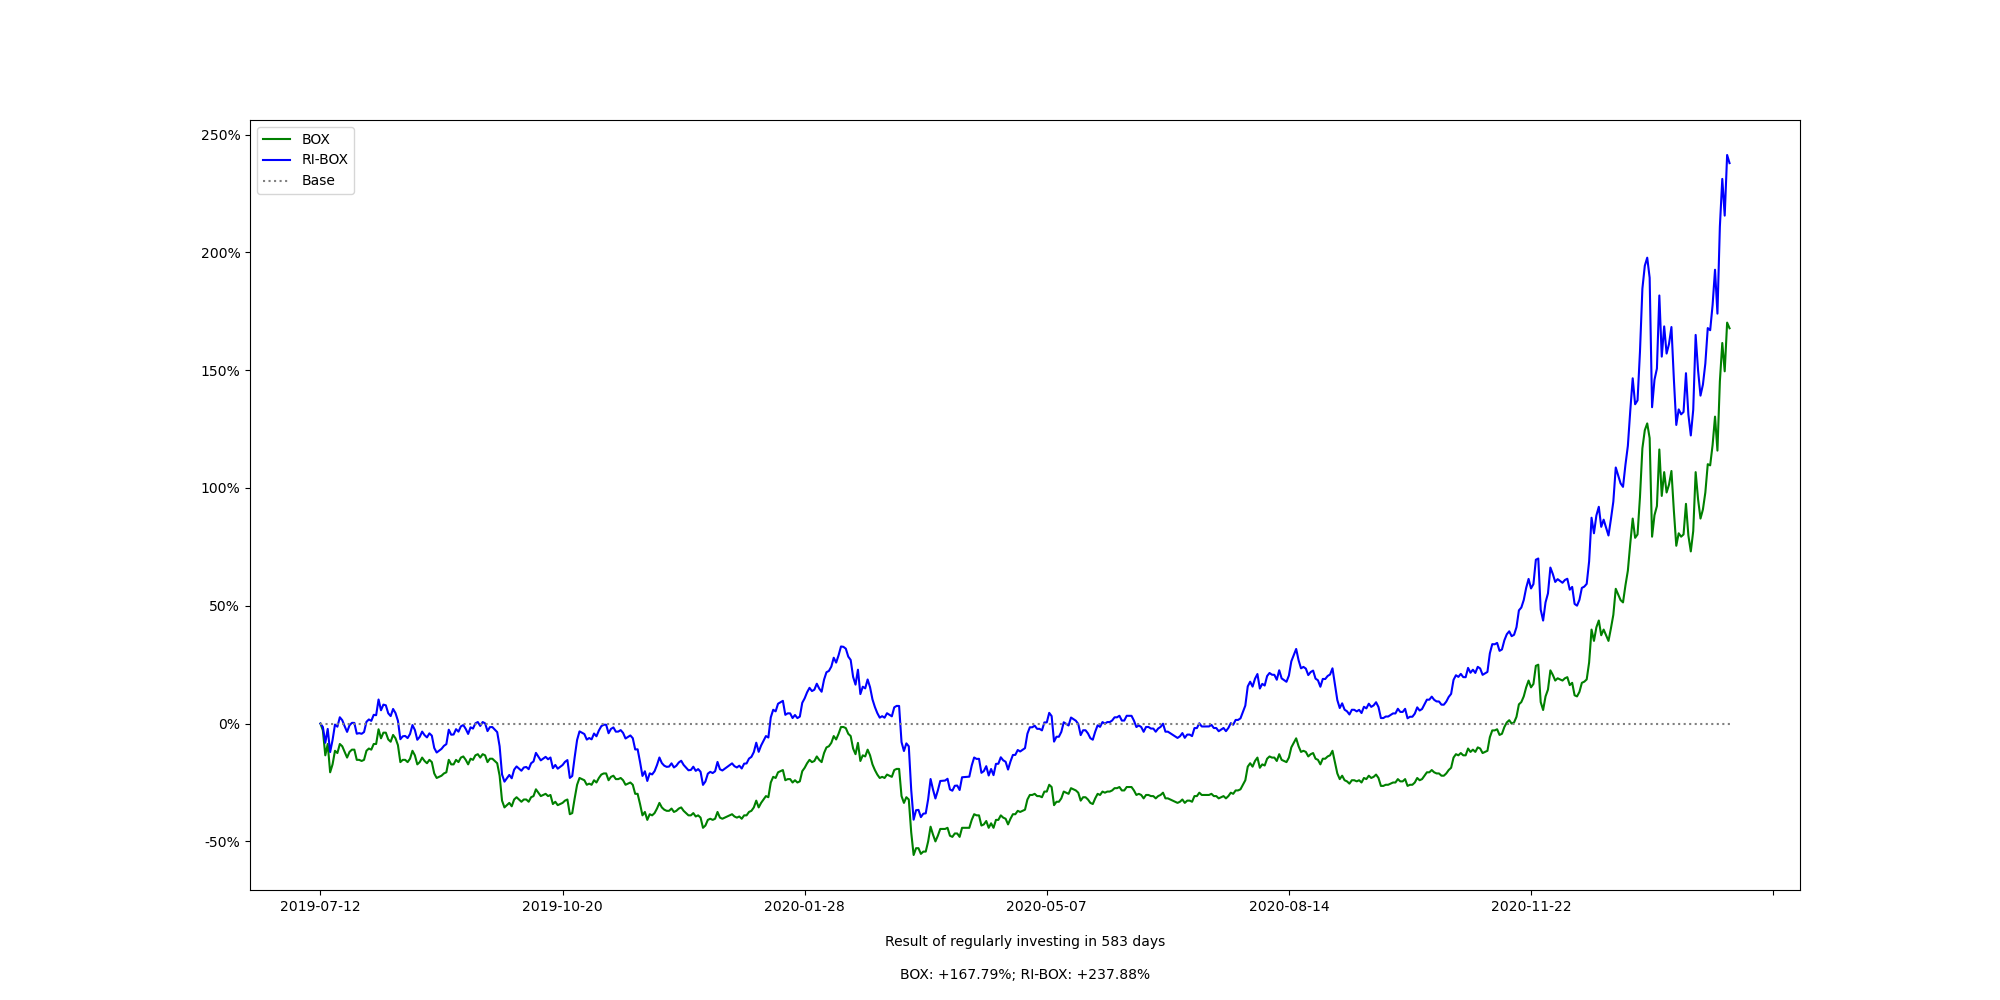 250%
200%
150%
100%
50%
0%
-50%
BOX
RI-BOX
Base
2019-07-12 2019-10-20 2020-01-28 2020-05-07 2020-08-14 2020-11-22
Result of regularly investing in 583 days
BOX: +167.79%; RI-BOX: +237.88%